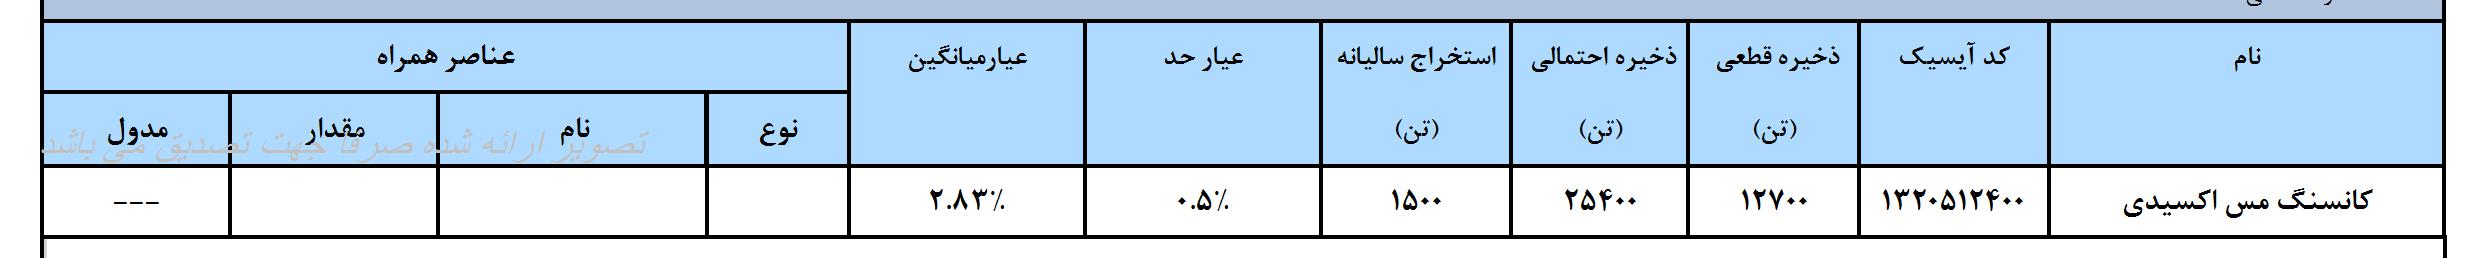 نام	کد آیسیک	ذخیره قطعی (تن)	ذخیره احتمالی (تن)	استخراج سالیانه (تن)	عیار حد	عیارمیانگین	عناصر همراه
نوع	نام	مقدار	مدول
تصویر ارائه شده صرفا جهت تصدیق می باشد
کانسنگ مس اکسیدی	۱۳۲۰۵۱۲۴۰۰	۱۲۷۰۰	۲۵۴۰۰	۱۵۰۰	۰.۵%	۲.۸۳%	---